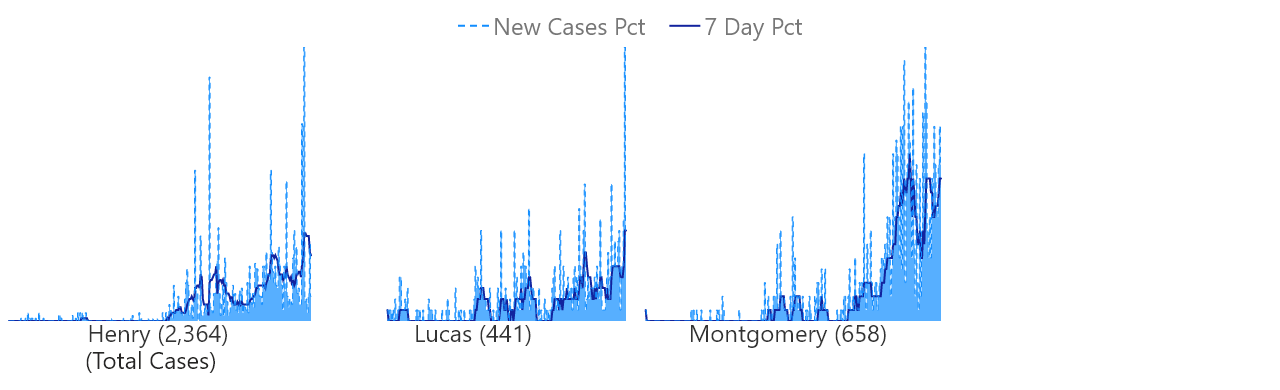 New Cases Pct 7 Day Pct
Henry (2,364) Lucas (441) Montgomery (658)
(Total Cases)